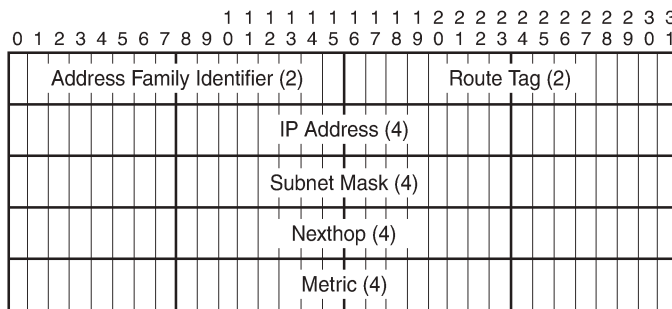 1 1 1 1 1 1 1 1 1 1 2 2 2 2 2 2 2 2 2 2 3 3
0 1 2 3 4 5 6 7 8 9 0 1 2 3 4 5 6 7 8 9 0 1 2 3 4 5 6 7 8 9 0 1
Address Family Identifier (2) Route Tag (2)
IP Address (4)
Subnet Mask (4)
Nexthop (4)
Metric (4)